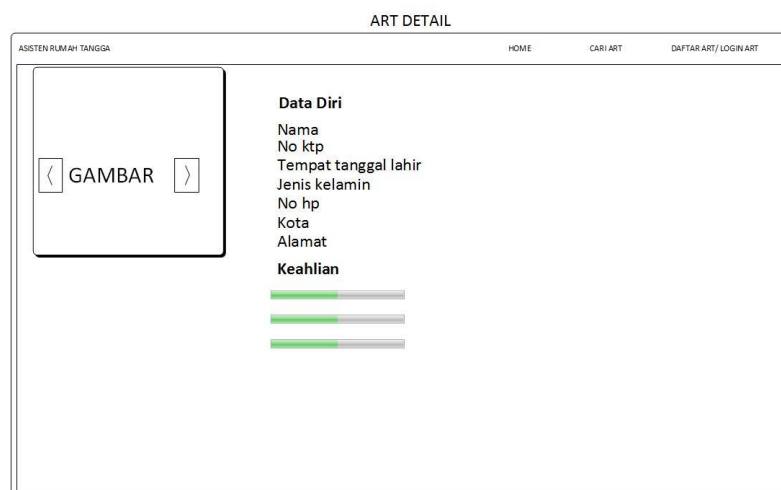 ART DETAIL
ASISTEN RUMAH TANGGA HOME CARI ART DAFTAR ART/ LOGIN ART
GAMBAR
Data Diri
Nama
No ktp
Tempat tanggal lahir
Jenis kelamin
No hp
Kota
Alamat
Keahlian